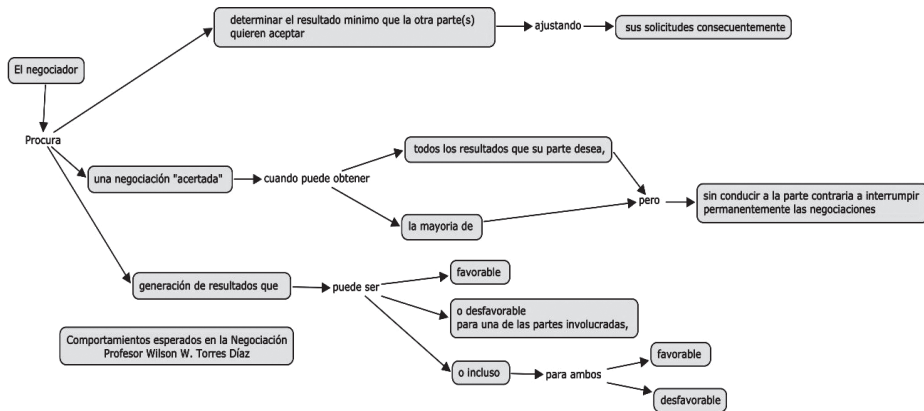 determinar el resultado minimo que la otra parte(s)
quieren aceptar
ajustando
sus solicitudes consecuentemente
El negociador
Procura
una negociación "acertada"
cuando puede obtener
todos los resultados que su parte desea,
la mayoria de
pero
sin conducir a la parte contraria a interrumpir
permanentemente las negociaciones
generación de resultados que
puede ser
favorable
o desfavorable
para una de las partes involucradas,
o incluso
para ambos
favorable
desfavorable
Comportamientos esperados en la Negociación
Profesor Wilson W. Torres Díaz